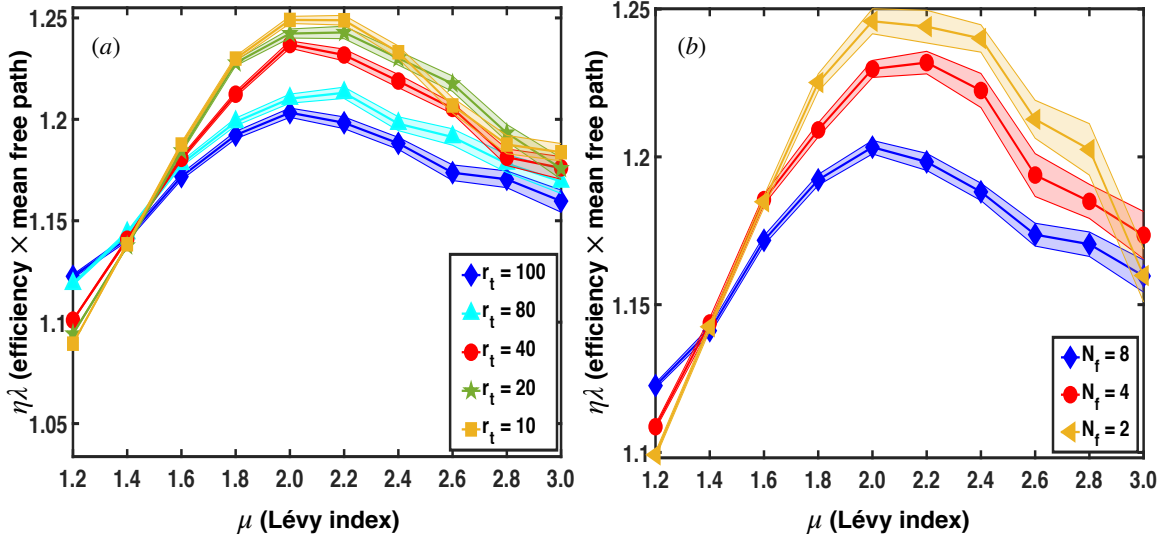 (a)
ηλ (efficiency × mean free path)
1.25
1.2
1.15
1.1
1.05
r_t = 100
r_t = 80
r_t = 40
r_t = 20
r_t = 10
1.2 1.4 1.6 1.8 2.0 2.2 2.4 2.6 2.8 3.0
μ (Lévy index)
(b)
ηλ (efficiency × mean free path)
1.25
1.2
1.15
1.1
N_f = 8
N_f = 4
N_f = 2
1.2 1.4 1.6 1.8 2.0 2.2 2.4 2.6 2.8 3.0
μ (Lévy index)